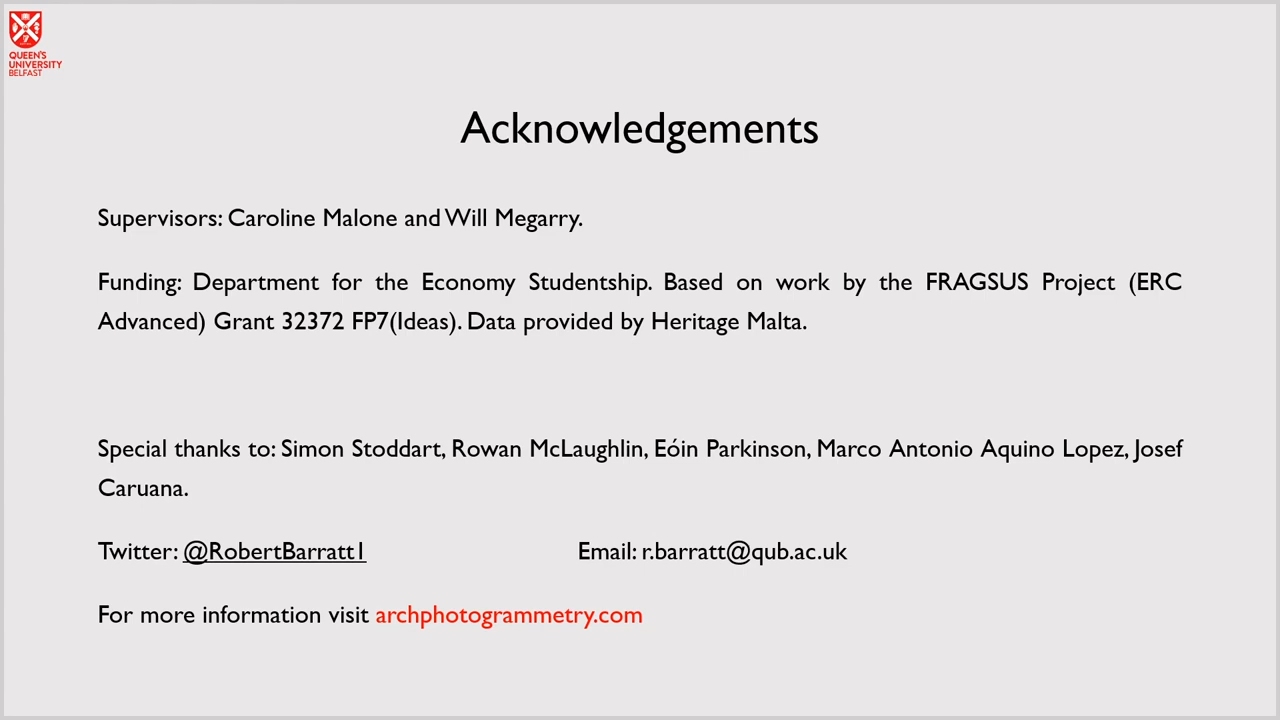 QUEEN'S
UNIVERSITY
BELFAST
Acknowledgements
Supervisors: Caroline Malone and Will Megarry.
Funding: Department for the Economy Studentship. Based on work by the FRAGSUS Project (ERC
Advanced) Grant 32372 FP7(Ideas). Data provided by Heritage Malta.
Special thanks to: Simon Stoddart, Rowan McLaughlin, Eóin Parkinson, Marco Antonio Aquino Lopez, Josef
Caruana.
Twitter: @RobertBarratt1 Email: r.barratt@qub.ac.uk
For more information visit archphotogrammetry.com